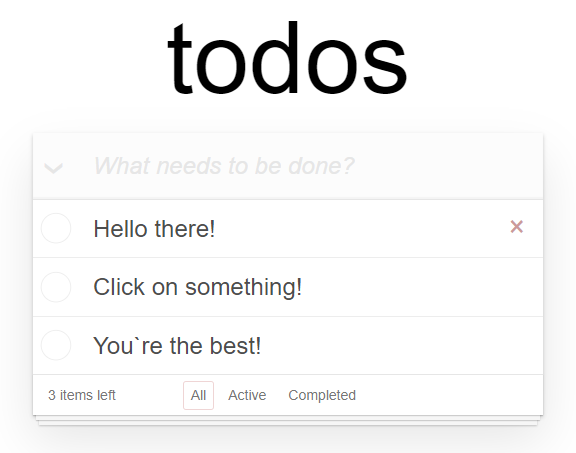 todos
What needs to be done?
Hello there!
Click on something!
You`re the best!
3 items left All Active Completed